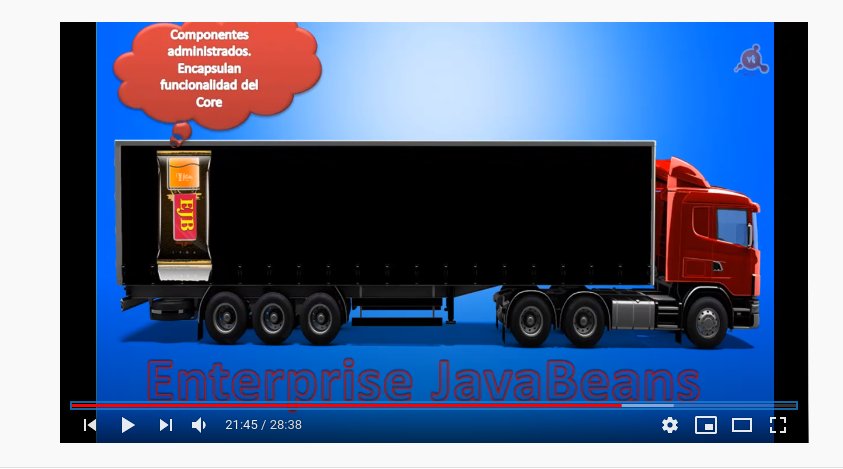 Componentes
administrados.
Encapsulan
funcionalidad del
Core
EJB
Enterprise JavaBeans
21:45 / 28:38